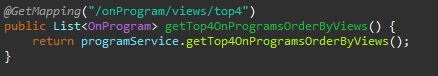 @GetMapping("/onProgram/views/top4")
public List<OnProgram> getTop4OnProgramsOrderByViews() {
    return programService.getTop4OnProgramsOrderByViews();
}